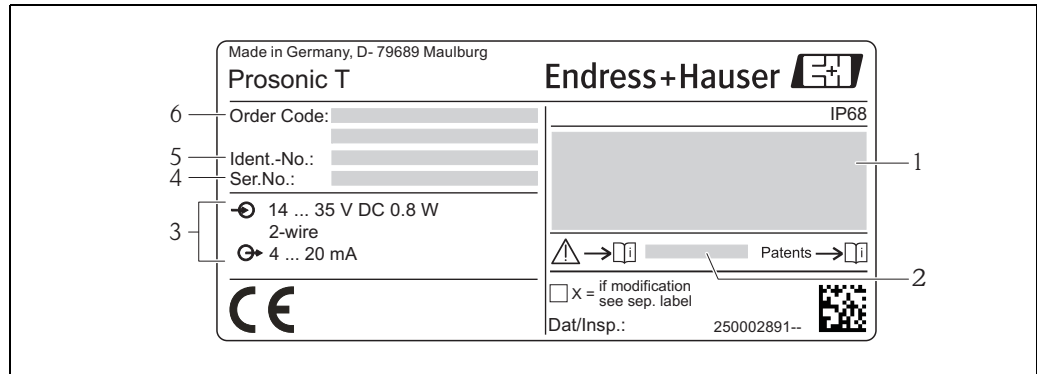 Made in Germany, D- 79689 Maulburg
Prosonic T
Endress+Hauser
6
Order Code:
5
Ident.-No.:
4
Ser.No.:
3
14 ... 35 V DC 0.8 W
2-wire
4 ... 20 mA
CE
IP68
1
i
Patents
i
2
X = if modification
see sep. label
Dat/Insp.: 250002891--